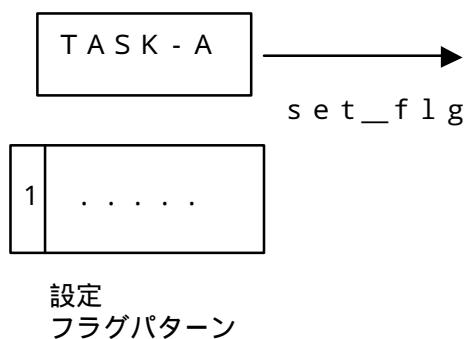 TASK-A
set_flg
1 .....
設定
フラグパターン